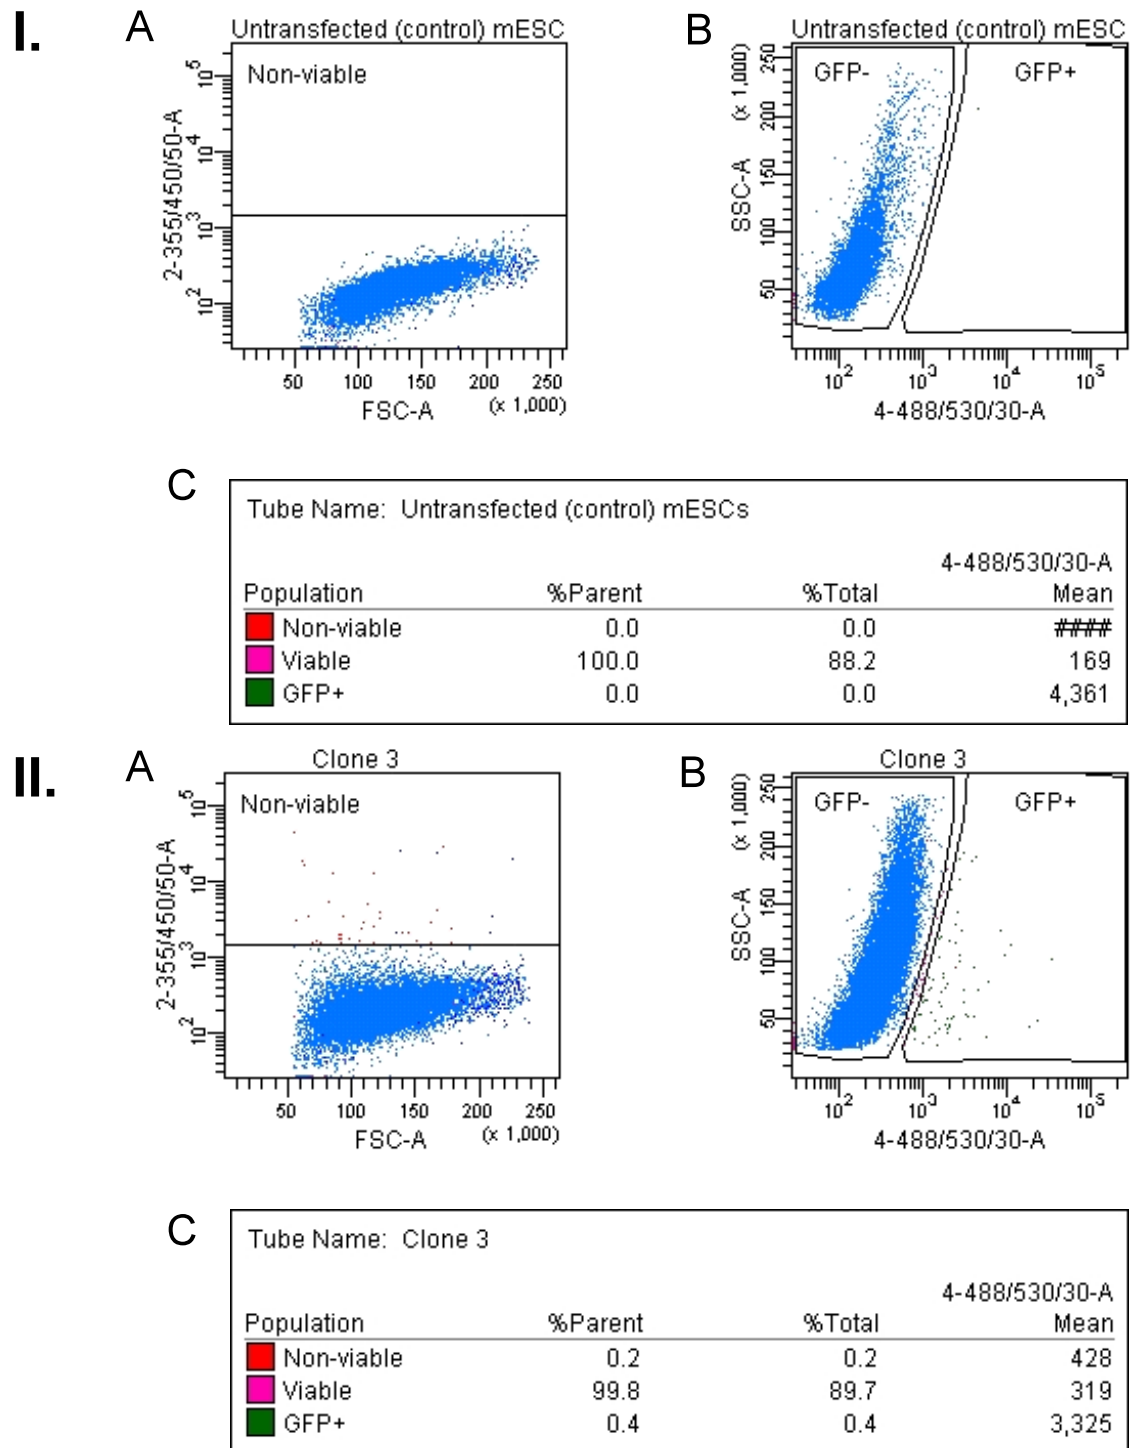 I.
A
Untransfected (control) mESC
Non-viable
2-355/450/50-A
10^5
10^4
10^3
10^2
50 100 150 200 250
FSC-A (x 1,000)
B
Untransfected (control) mESC
GFP- GFP+
SSC-A (x 1,000)
250
200
150
100
50
10^2 10^3 10^4 10^5
4-488/530/30-A
C
Tube Name: Untransfected (control) mESCs
4-488/530/30-A
Population %Parent %Total Mean
Non-viable 0.0 0.0 ####
Viable 100.0 88.2 169
GFP+ 0.0 0.0 4,361
II.
A
Clone 3
Non-viable
2-355/450/50-A
10^5
10^4
10^3
10^2
50 100 150 200 250
FSC-A (x 1,000)
B
Clone 3
GFP- GFP+
SSC-A (x 1,000)
250
200
150
100
50
10^2 10^3 10^4 10^5
4-488/530/30-A
C
Tube Name: Clone 3
4-488/530/30-A
Population %Parent %Total Mean
Non-viable 0.2 0.2 428
Viable 99.8 89.7 319
GFP+ 0.4 0.4 3,325